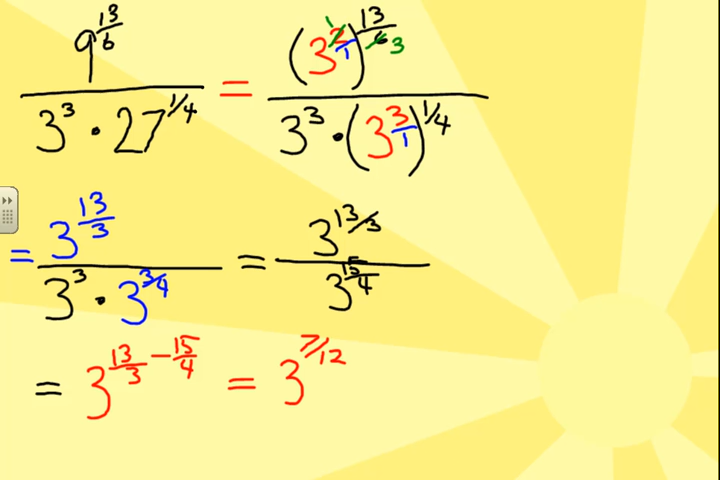 9^(13/6) / (3^3 · 27^(1/4)) = (3^(2/1))^(13/6) 1 3 / (3^3 · (3^(3/1))^(1/4))
= 3^(13/3) / (3^3 · 3^(3/4)) = 3^(13/3) / 3^(15/4)
= 3^(13/3 − 15/4) = 3^(7/12)